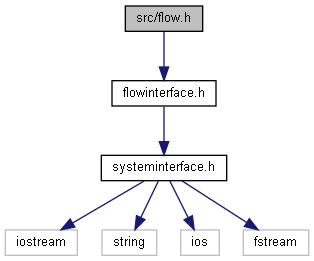 src/flow.h
flowinterface.h
systeminterface.h
iostream
string
ios
fstream